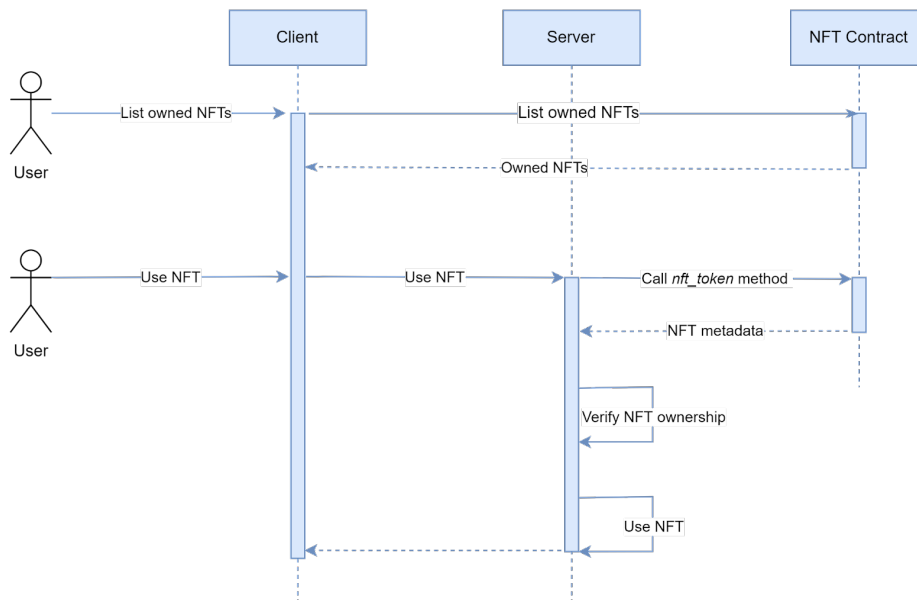 Client
Server
NFT Contract
List owned NFTs
List owned NFTs
User
Owned NFTs
Use NFT
Use NFT
Call nft_token method
User
NFT metadata
Verify NFT ownership
Use NFT